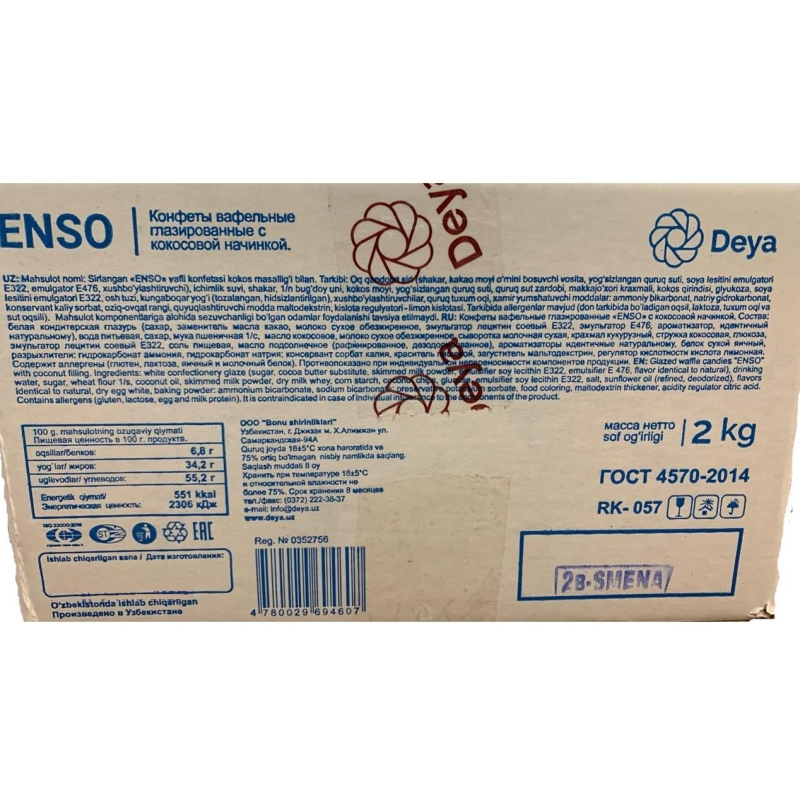 ENSO
Конфеты вафельные
глазированные с
кокосовой начинкой.
Deya
Deya
UZ: Mahsulot nomi: Sirlangan «ENSO» vafli konfetasi kokos masallig'i bilan. Tarkibi: Oq qandolat siri (shakar, kakao moyi o'rnini bosuvchi vosita, yog'sizlangan quruq suti, soya lesitini emulgatori
E322, emulgator E476, xushbo'ylashtiruvchi), ichimlik suvi, shakar, 1/n bug'doy uni, kokos moyi, yog'sizlangan quruq suti, quruq sut zardobi, makkajo'xori kraxmali, kokos qirindisi, glyukoza, soya
lesitini emulgatori E322, osh tuzi, kungaboqar yog'i (tozalangan, hidsizlantirilgan), xushbo'ylashtiruvchilar, quruq tuxum oqi, xamir yumshatuvchi moddalar: ammoniy bikarbonat, natriy gidrokarbonat,
konservant kaliy sorbat, oziq-ovqat rangi, quyuqlashtiruvchi modda maltodekstrin, kislota regulyatori - limon kislotasi. Tarkibida allergenlar mavjud (don tarkibida bo'ladigan oqsil, laktoza, tuxum oqi va
sut oqsili). Mahsulot komponentlariga alohida sezuvchanligi bo'lgan odamlar foydalanishi tavsiya etilmaydi. RU: Конфеты вафельные глазированные «ENSO» с кокосовой начинкой. Состав:
белая кондитерская глазурь (сахар, заменитель масла какао, молоко сухое обезжиренное, эмульгатор лецитин соевый E322, эмульгатор E476, ароматизатор, идентичный
натуральному), вода питьевая, сахар, мука пшеничная 1/с, масло кокосовое, молоко сухое обезжиренное, сыворотка молочная сухая, крахмал кукурузный, стружка кокосовая, глюкоза,
эмульгатор лецитин соевый E322, соль пищевая, масло подсолнечное (рафинированное, дезодорированное), ароматизаторы идентичные натуральному, белок сухой яичный,
разрыхлители: гидрокарбонат аммония, гидрокарбонат натрия; консервант сорбат калия, краситель пищевой, загуститель мальтодекстрин, регулятор кислотности кислота лимонная.
Содержит аллергены (глютен, лактоза, яичный и молочный белок). Противопоказано при индивидуальной непереносимости компонентов продукта. EN: Glazed waffle candies "ENSO"
with coconut filling. Ingredients: white confectionery glaze (sugar, cocoa butter substitute, skimmed milk powder, emulsifier soy lecithin E322, emulsifier E 476, flavor identical to natural), drinking
water, sugar, wheat flour 1/s, coconut oil, skimmed milk powder, dry milk whey, corn starch, coconut, glucose, emulsifier soy lecithin E322, salt, sunflower oil (refined, deodorized), flavors
identical to natural, dry egg white, baking powder: ammonium bicarbonate, sodium bicarbonate; preservative potassium sorbate, food coloring, maltodextrin thickener, acidity regulator citric acid.
Contains allergens (gluten, lactose, egg and milk protein). It is contraindicated in case of individual intolerance to the components of the product.
Deya
100 g. mahsulotning ozuqaviy qiymati
Пищевая ценность в 100 г. продукта.
oqsillar/белков: 6,8 г
yog`lar/ жиров: 34,2 г
uglevodlar/ углеводов: 55,2 г
Energetik qiymati/ 551 kkal
Энергетическая ценность: 2306 кДж
ISO 22000:2018
ST
EAC
Ishlab chiqarilgan sana / Дата изготовления:
O'zbekistonda ishlab chiqarilgan
Произведено в Узбекистане
ООО "Bonu shirinliklari"
Узбекистан, г. Джизак м. Х.Алимжан ул.
Самаркандская-94А
Quruq joyda 18±5°C xona haroratida va
75% ortiq bo'lmagan nisbiy namlikda saqlang.
Saqlash muddati 8 oy
Хранить при температуре 18±5°C
и относительной влажности не
более 75%. Срок хранения 8 месяцев
тел./факс: (0372) 222-38-37
e-mail: info@deya.uz
www.deya.uz
Reg. № 0352756
4 780029 694607
масса нетто
sof og'irligi
2 kg
ГОСТ 4570-2014
RK- 057
2в-SMENA